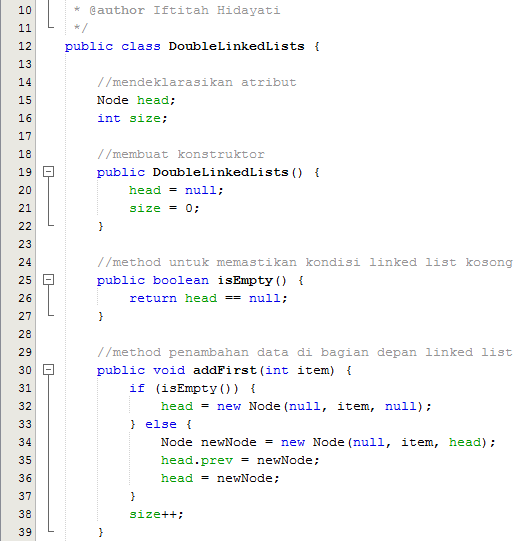 10 * @author Iftitah Hidayati
11 */
12 public class DoubleLinkedLists {
13
14 //mendeklarasikan atribut
15 Node head;
16 int size;
17
18 //membuat konstruktor
19 public DoubleLinkedLists() {
20 head = null;
21 size = 0;
22 }
23
24 //method untuk memastikan kondisi linked list kosong
25 public boolean isEmpty() {
26 return head == null;
27 }
28
29 //method penambahan data di bagian depan linked list
30 public void addFirst(int item) {
31 if (isEmpty()) {
32 head = new Node(null, item, null);
33 } else {
34 Node newNode = new Node(null, item, head);
35 head.prev = newNode;
36 head = newNode;
37 }
38 size++;
39 }